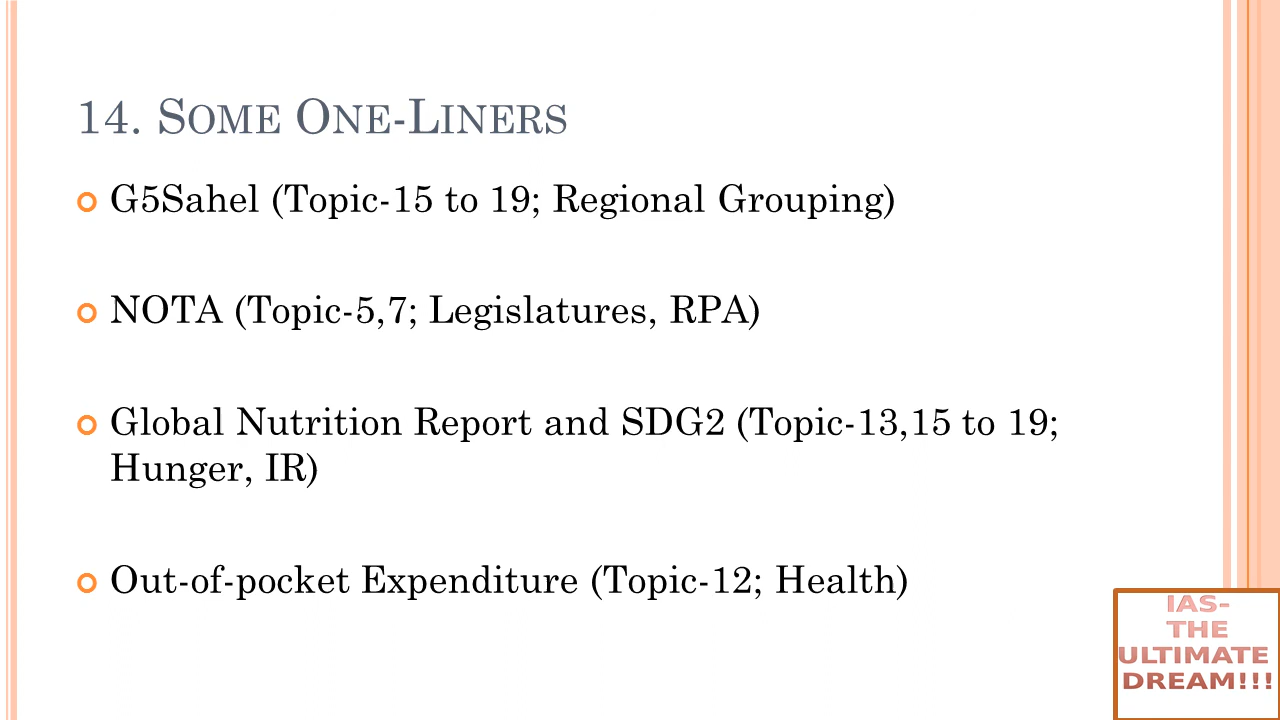 14. Some One-Liners
G5Sahel (Topic-15 to 19; Regional Grouping)
NOTA (Topic-5,7; Legislatures, RPA)
Global Nutrition Report and SDG2 (Topic-13,15 to 19;
Hunger, IR)
Out-of-pocket Expenditure (Topic-12; Health)
IAS-
THE
ULTIMATE
DREAM!!!